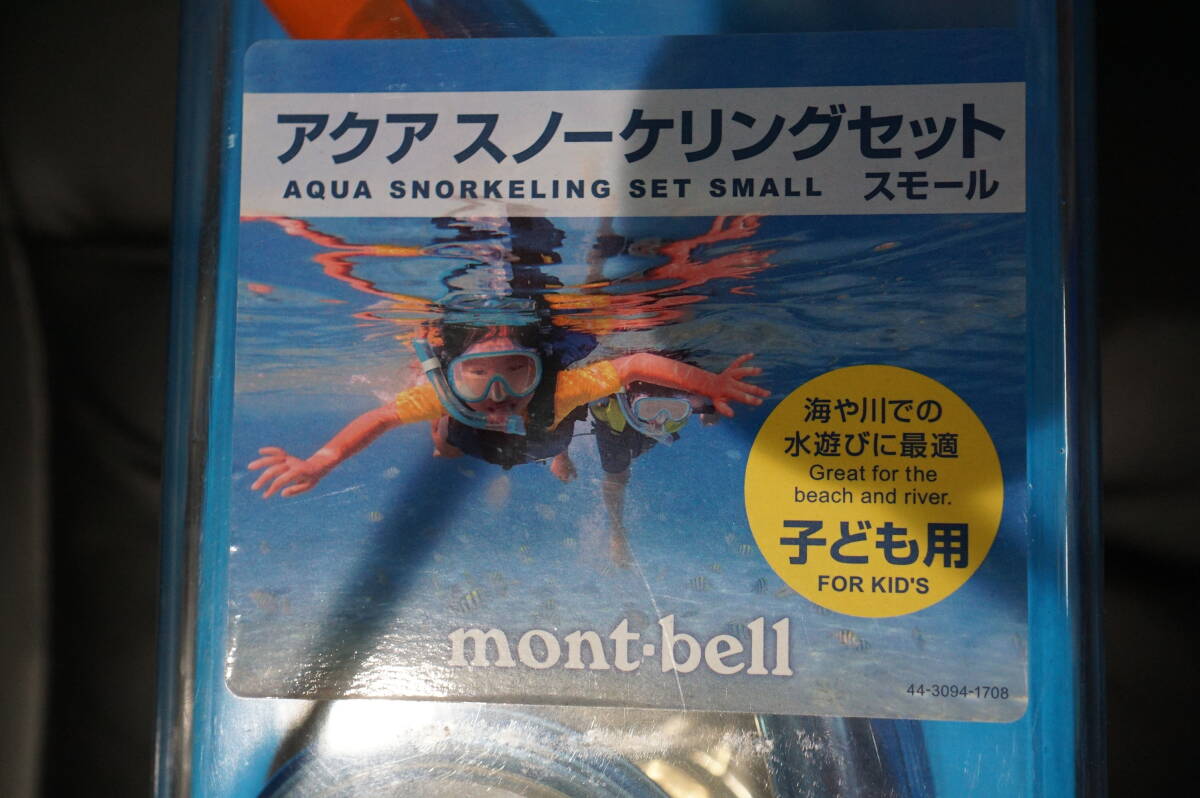 アクア スノーケリングセット
AQUA SNORKELING SET SMALL スモール
海や川での
水遊びに最適
Great for the
beach and river.
子ども用
FOR KID'S
mont-bell
44-3094-1708